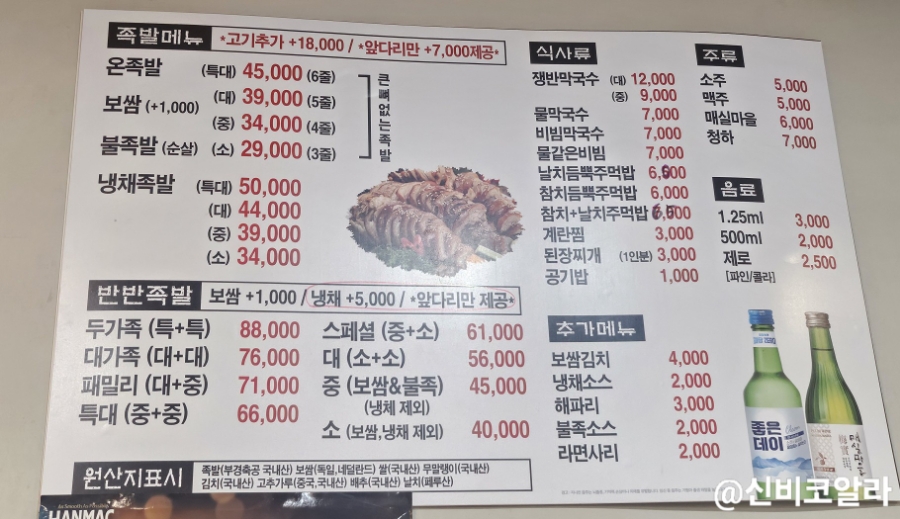 족발메뉴 *고기추가 +18,000 / *앞다리만 +7,000제공*
온족발 (특대) 45,000 (6줄)
보쌈 (+1,000) (대) 39,000 (5줄)
(중) 34,000 (4줄)
불족발 (순살) (소) 29,000 (3줄)
큰뼈없는족발
냉채족발 (특대) 50,000
(대) 44,000
(중) 39,000
(소) 34,000
반반족발 보쌈 +1,000 / 냉채 +5,000 / *앞다리만 제공*
두가족 (특+특) 88,000
대가족 (대+대) 76,000
패밀리 (대+중) 71,000
특대 (중+중) 66,000
스페셜 (중+소) 61,000
대 (소+소) 56,000
중 (보쌈&불족) 45,000
(냉체 제외)
소 (보쌈,냉채 제외) 40,000
원산지표시
족발(부경축공 국내산) 보쌈(독일,네덜란드) 쌀(국내산) 무말랭이(국내산)
김치(국내산) 고추가루(중국,국내산) 배추(국내산) 날치(페루산)
식사류
쟁반막국수 (대) 12,000
(중) 9,000
물막국수 7,000
비빔막국수 7,000
물같은비빔 7,000
날치듬뿍주먹밥
참치듬뿍주먹밥 6,000
참치+날치주먹밥
계란찜 3,000
된장찌개 (1인분) 3,000
공기밥 1,000
추가메뉴
보쌈김치 4,000
냉채소스 2,000
해파리 3,000
불족소스 2,000
라면사리 2,000
주류
소주 5,000
맥주 5,000
매실마을 6,000
청하 7,000
음료
1.25ml 3,000
500ml 2,000
제로 2,500
[파인/콜라]
좋은
데이
HANMAC
@신비코알라